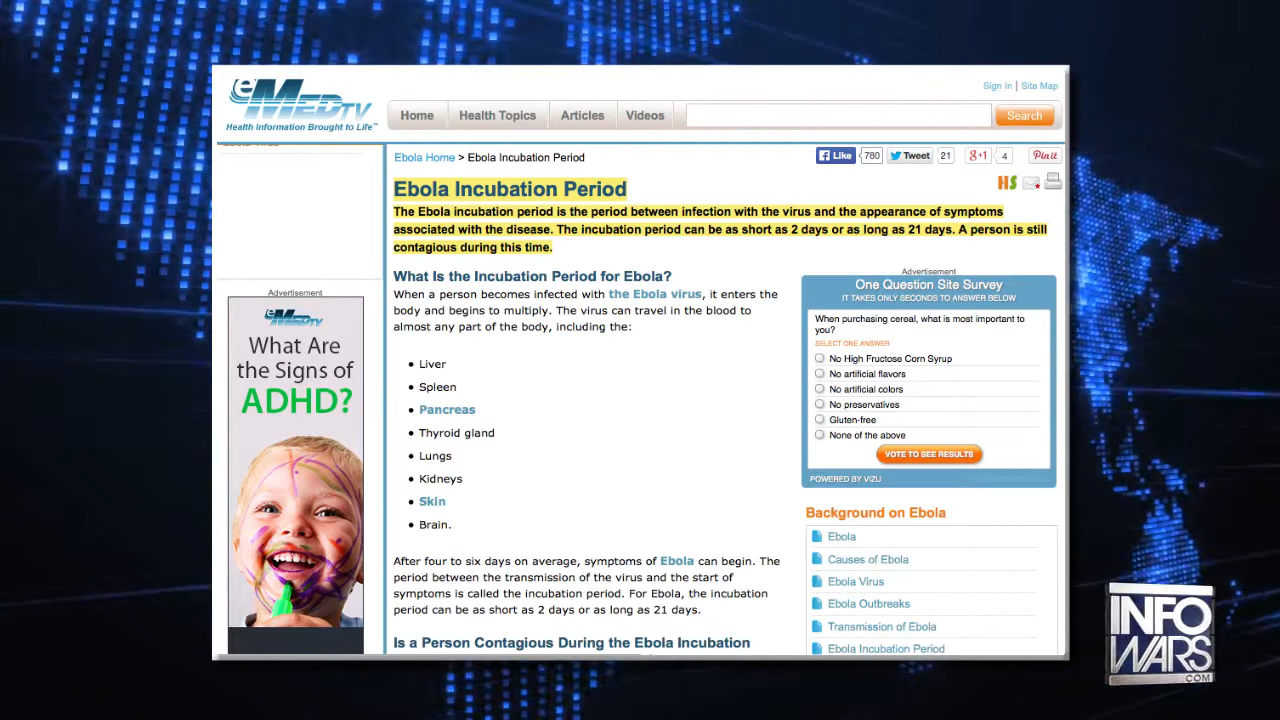 eMEDTV
Health Information Brought to Life™
Sign In | Site Map
Home
Health Topics
Articles
Videos
Search
Ebola Home > Ebola Incubation Period
Like
780
Tweet
21
g+1
4
Pin it
HS
Ebola Incubation Period
The Ebola incubation period is the period between infection with the virus and the appearance of symptoms
associated with the disease. The incubation period can be as short as 2 days or as long as 21 days. A person is still
contagious during this time.
What Is the Incubation Period for Ebola?
When a person becomes infected with the Ebola virus, it enters the
body and begins to multiply. The virus can travel in the blood to
almost any part of the body, including the:
• Liver
• Spleen
• Pancreas
• Thyroid gland
• Lungs
• Kidneys
• Skin
• Brain.
After four to six days on average, symptoms of Ebola can begin. The
period between the transmission of the virus and the start of
symptoms is called the incubation period. For Ebola, the incubation
period can be as short as 2 days or as long as 21 days.
Is a Person Contagious During the Ebola Incubation
Advertisement
eMEDTV
What Are
the Signs of
ADHD?
Advertisement
One Question Site Survey
IT TAKES ONLY SECONDS TO ANSWER BELOW
When purchasing cereal, what is most important to
you?
SELECT ONE ANSWER
No High Fructose Corn Syrup
No artificial flavors
No artificial colors
No preservatives
Gluten-free
None of the above
VOTE TO SEE RESULTS
POWERED BY VIZU
Background on Ebola
Ebola
Causes of Ebola
Ebola Virus
Ebola Outbreaks
Transmission of Ebola
Ebola Incubation Period
INFO
WARS
.COM